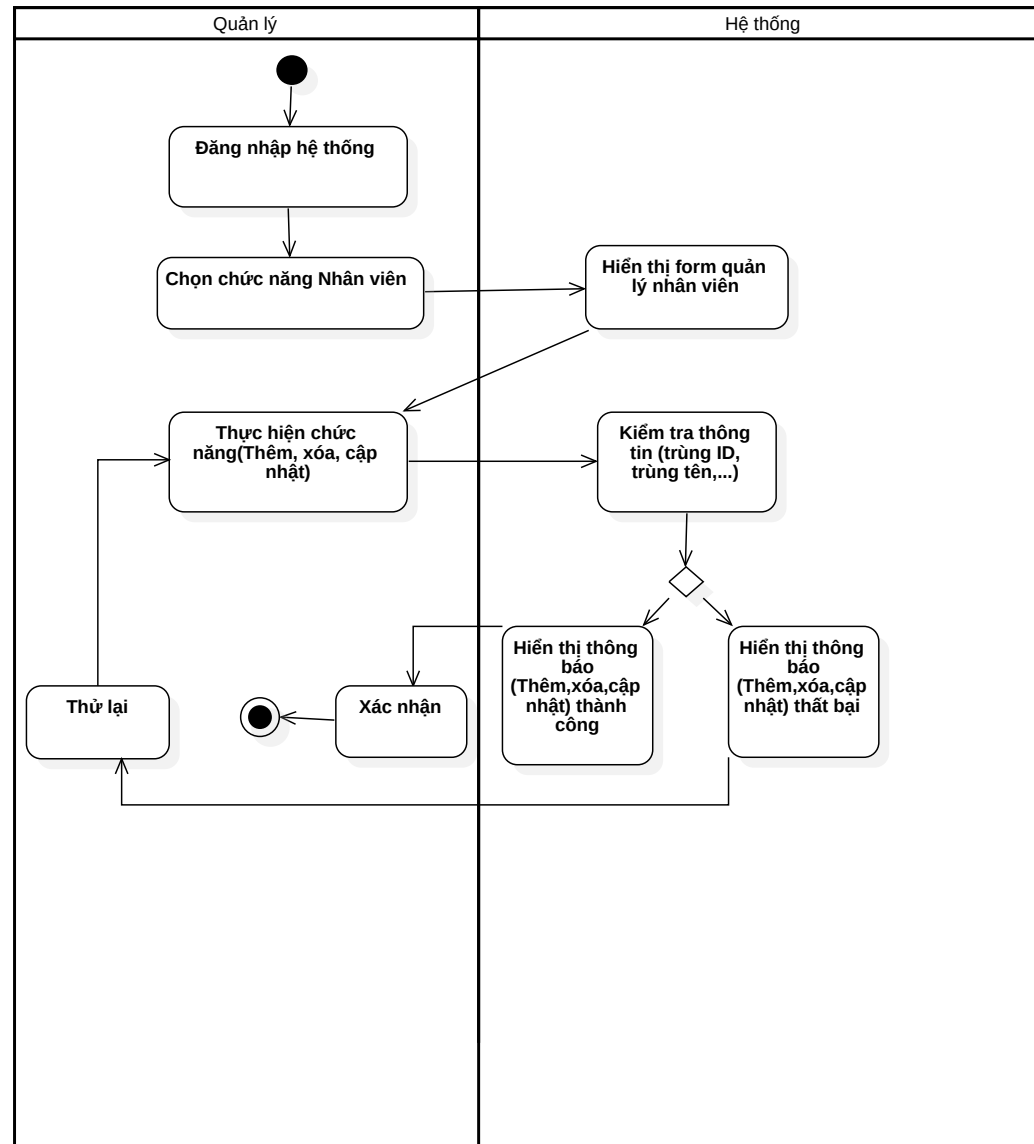 Quản lý
Hệ thống
Đăng nhập hệ thống
Chọn chức năng Nhân viên
Hiển thị form quản
lý nhân viên
Thực hiện chức
năng(Thêm, xóa, cập
nhật)
Kiểm tra thông
tin (trùng ID,
trùng tên,...)
Hiển thị thông
báo
(Thêm,xóa,cập
nhật) thành
công
Hiển thị thông
báo
(Thêm,xóa,cập
nhật) thất bại
Thử lại
Xác nhận